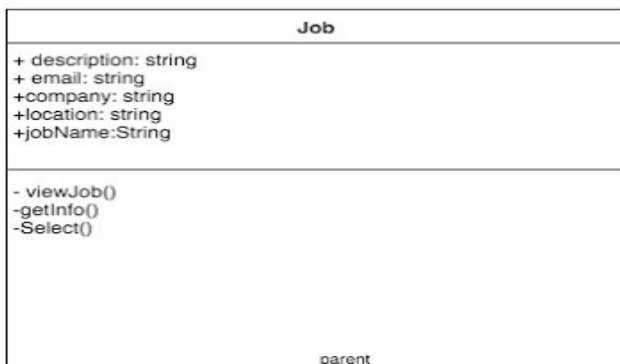 Job
+ description: string
+ email: string
+company: string
+location: string
+jobName:String
- viewJob()
-getInfo()
-Select()
parent